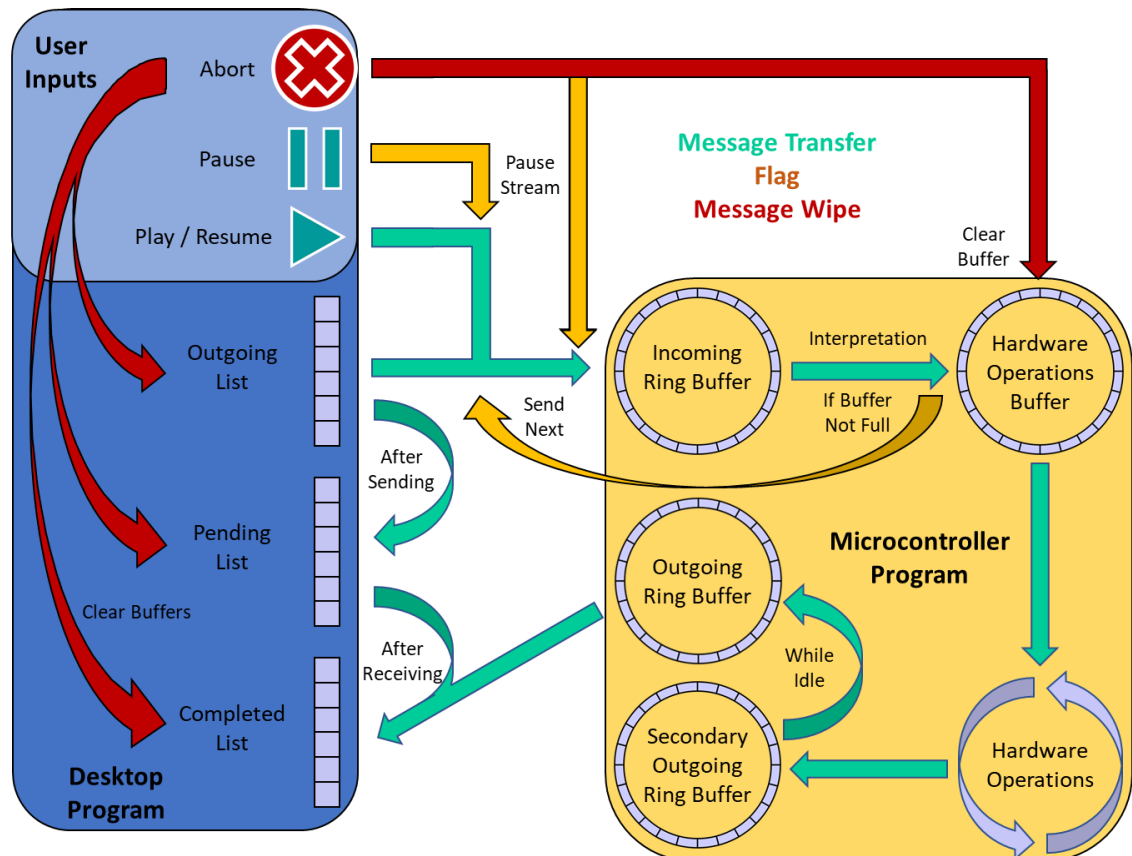 User
Inputs
Abort
Pause
Play / Resume
Pause
Stream
Message Transfer
Flag
Message Wipe
Clear
Buffer
Outgoing
List
Incoming
Ring Buffer
Interpretation
Hardware
Operations
Buffer
Send
Next
If Buffer
Not Full
After
Sending
Pending
List
Clear Buffers
Outgoing
Ring Buffer
Microcontroller
Program
After
Receiving
While
Idle
Completed
List
Secondary
Outgoing
Ring Buffer
Hardware
Operations
Desktop
Program